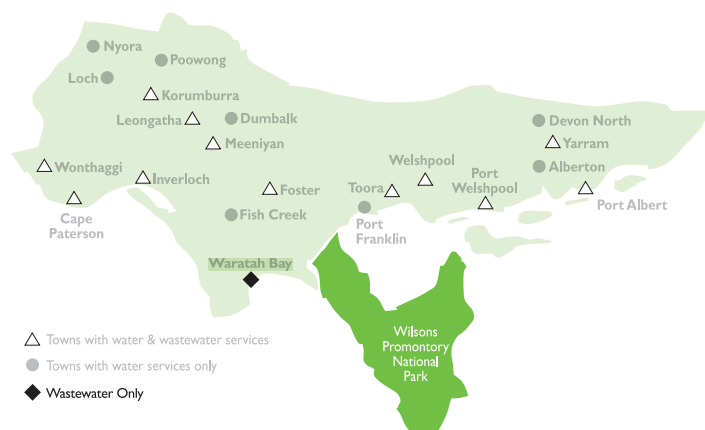 Nyora
Poowong
Loch
Korumburra
Leongatha
Dumbalk
Meeniyan
Devon North
Yarram
Alberton
Wonthaggi
Inverloch
Welshpool
Port
Welshpool
Cape
Paterson
Foster
Toora
Port Albert
Fish Creek
Port
Franklin
Waratah Bay
Wilsons
Promontory
National
Park
Towns with water & wastewater services
Towns with water services only
Wastewater Only